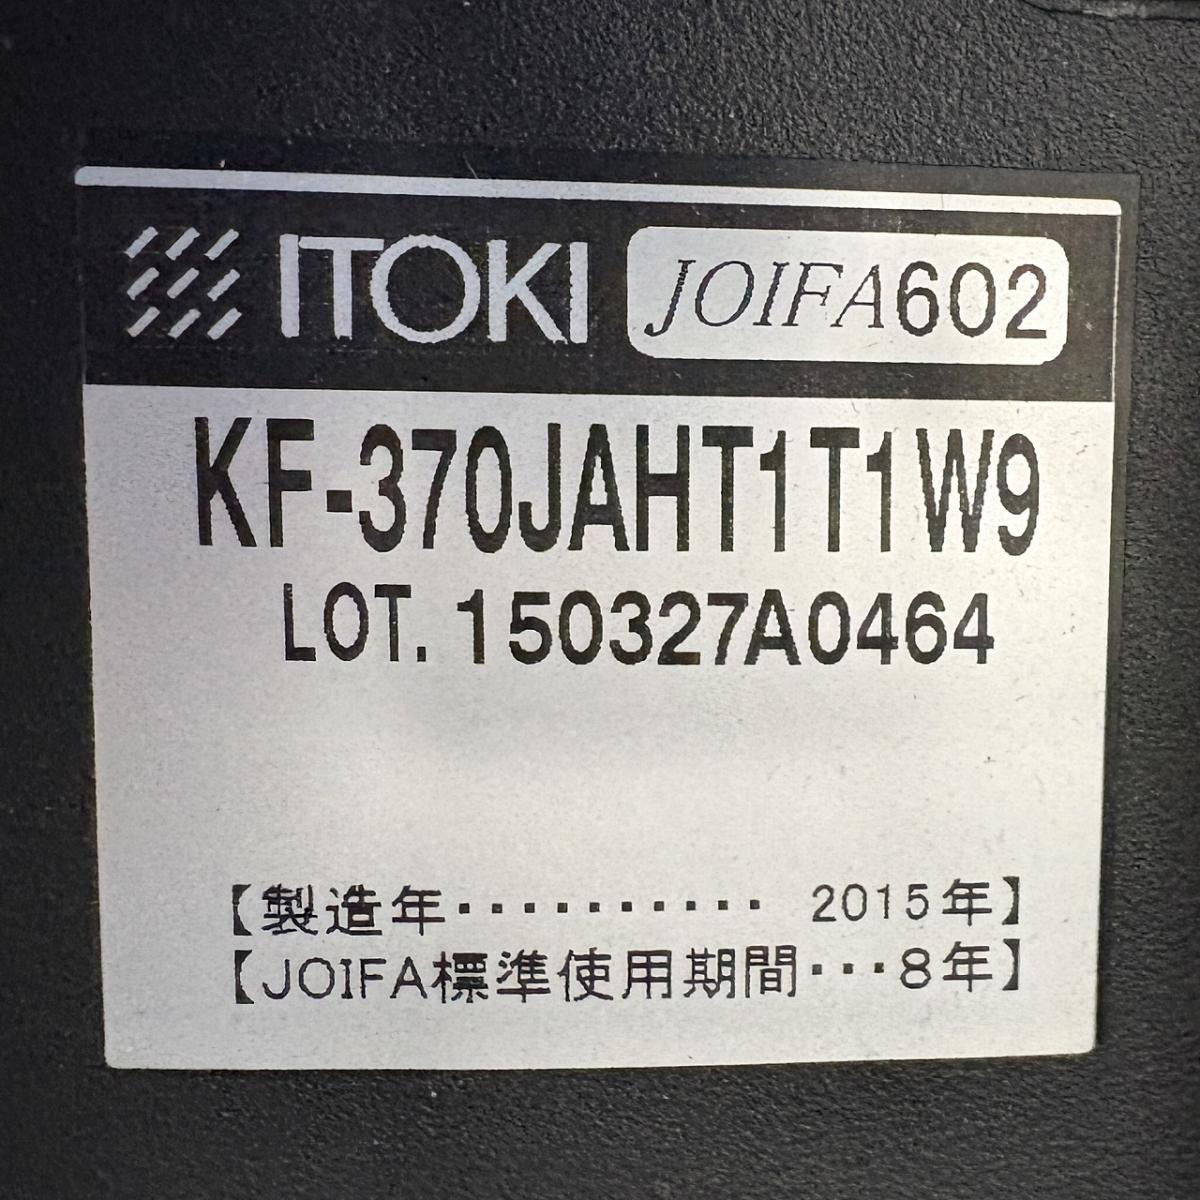 ITOKI JOIFA602
KF-370JAHT1T1W9
LOT. 150327A0464
【製造年・・・・・・・・・・ 2015年】
【JOIFA標準使用期間・・・8年】